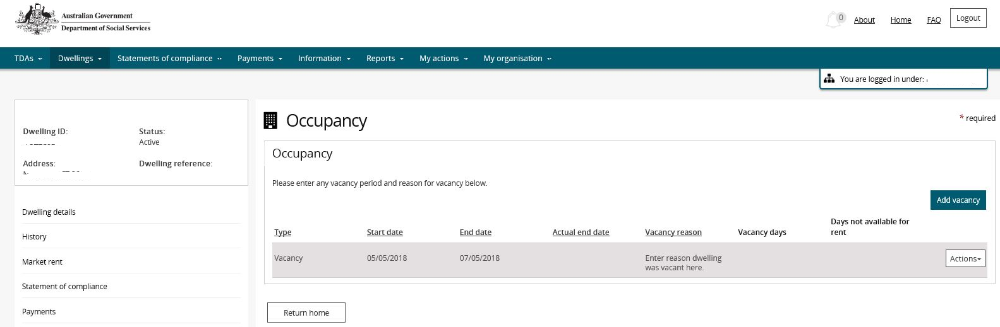 Australian Government
Department of Social Services
0
About Home FAQ Logout
TDAs Dwellings Statements of compliance Payments Information Reports My actions My organisation
You are logged in under:
Dwelling ID: Status:
Active
Address: Dwelling reference:
Dwelling details
History
Market rent
Statement of compliance
Payments
Occupancy
* required
Occupancy
Please enter any vacancy period and reason for vacancy below.
Add vacancy
Type Start date End date Actual end date Vacancy reason Vacancy days Days not available for
rent
Vacancy 05/05/2018 07/05/2018 Enter reason dwelling Actions
was vacant here.
Return home